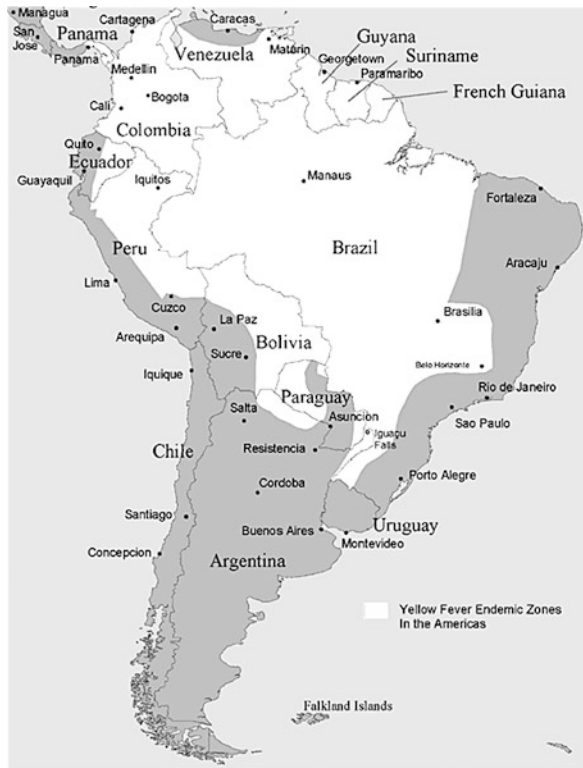 Managua
San
Jose
Panama
Panama
Cartagena
Caracas
Maturin
Venezuela
Guyana
Georgetown
Suriname
Paramaribo
French Guiana
Medellin
Bogota
Cali
Colombia
Quito
Ecuador
Guayaquil
Iquitos
Manaus
Fortaleza
Peru
Brazil
Aracaju
Lima
Cuzco
Brasilia
La Paz
Arequipa
Bolivia
Sucre
Belo Horizonte
Iquique
Paraguay
Rio de Janeiro
Salta
Asuncion
Sao Paulo
Iguaçu
Falls
Chile
Resistencia
Cordoba
Porto Alegre
Santiago
Buenos Aires
Uruguay
Montevideo
Concepcion
Argentina
Yellow Fever Endemic Zones
In the Americas
Falkland Islands